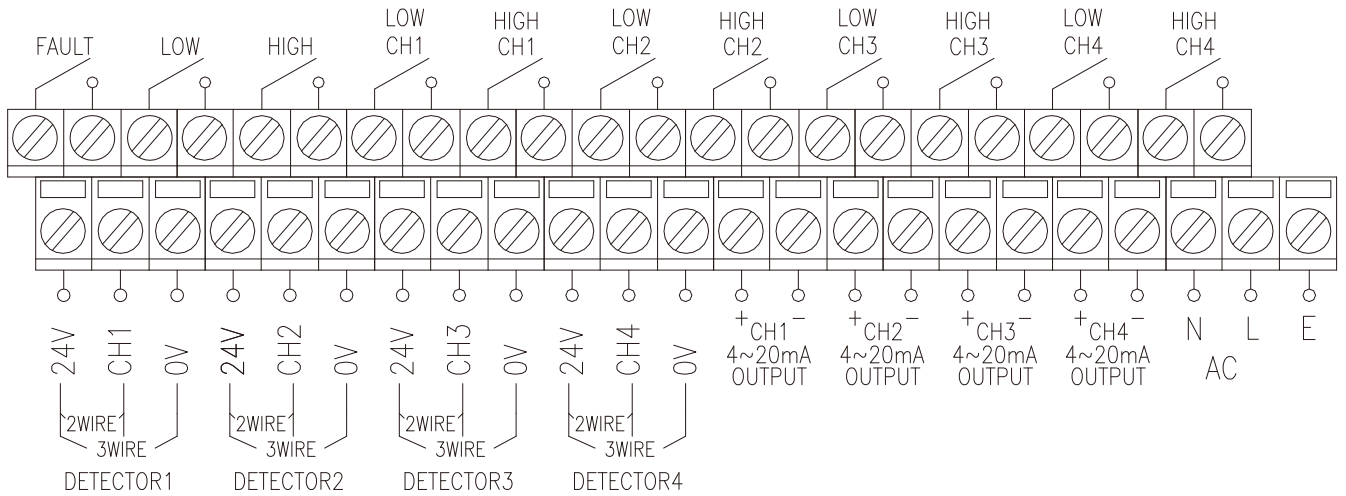 FAULT
LOW
HIGH
LOW
CH1
HIGH
CH1
LOW
CH2
HIGH
CH2
LOW
CH3
HIGH
CH3
LOW
CH4
HIGH
CH4
24V
CH1
0V
24V
CH2
0V
24V
CH3
0V
24V
CH4
0V
+ CH1 −
4~20mA
OUTPUT
+ CH2 −
4~20mA
OUTPUT
+ CH3 −
4~20mA
OUTPUT
+ CH4 −
4~20mA
OUTPUT
N L E
AC
2WIRE
3WIRE
DETECTOR1
2WIRE
3WIRE
DETECTOR2
2WIRE
3WIRE
DETECTOR3
2WIRE
3WIRE
DETECTOR4